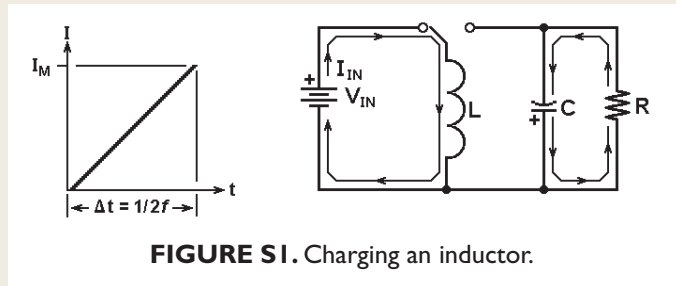 I
I_M
t
Δt = 1/2f
+
I_IN
V_IN
L
C
+
R
FIGURE S1. Charging an inductor.